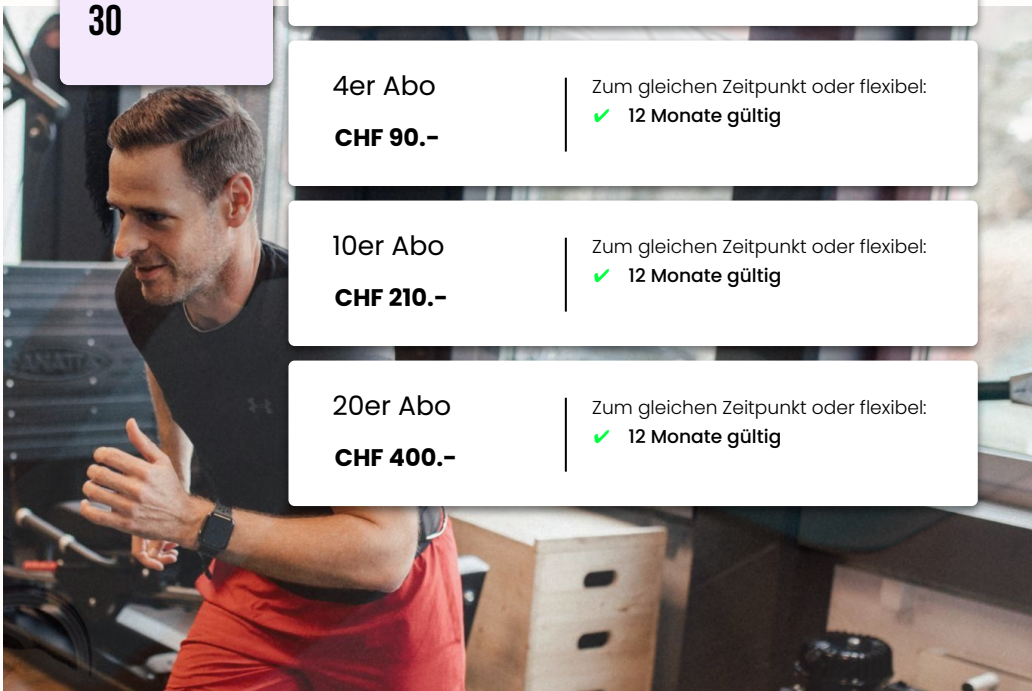 30
4er Abo
CHF 90.-
Zum gleichen Zeitpunkt oder flexibel:
✔ 12 Monate gültig
10er Abo
CHF 210.-
Zum gleichen Zeitpunkt oder flexibel:
✔ 12 Monate gültig
20er Abo
CHF 400.-
Zum gleichen Zeitpunkt oder flexibel:
✔ 12 Monate gültig